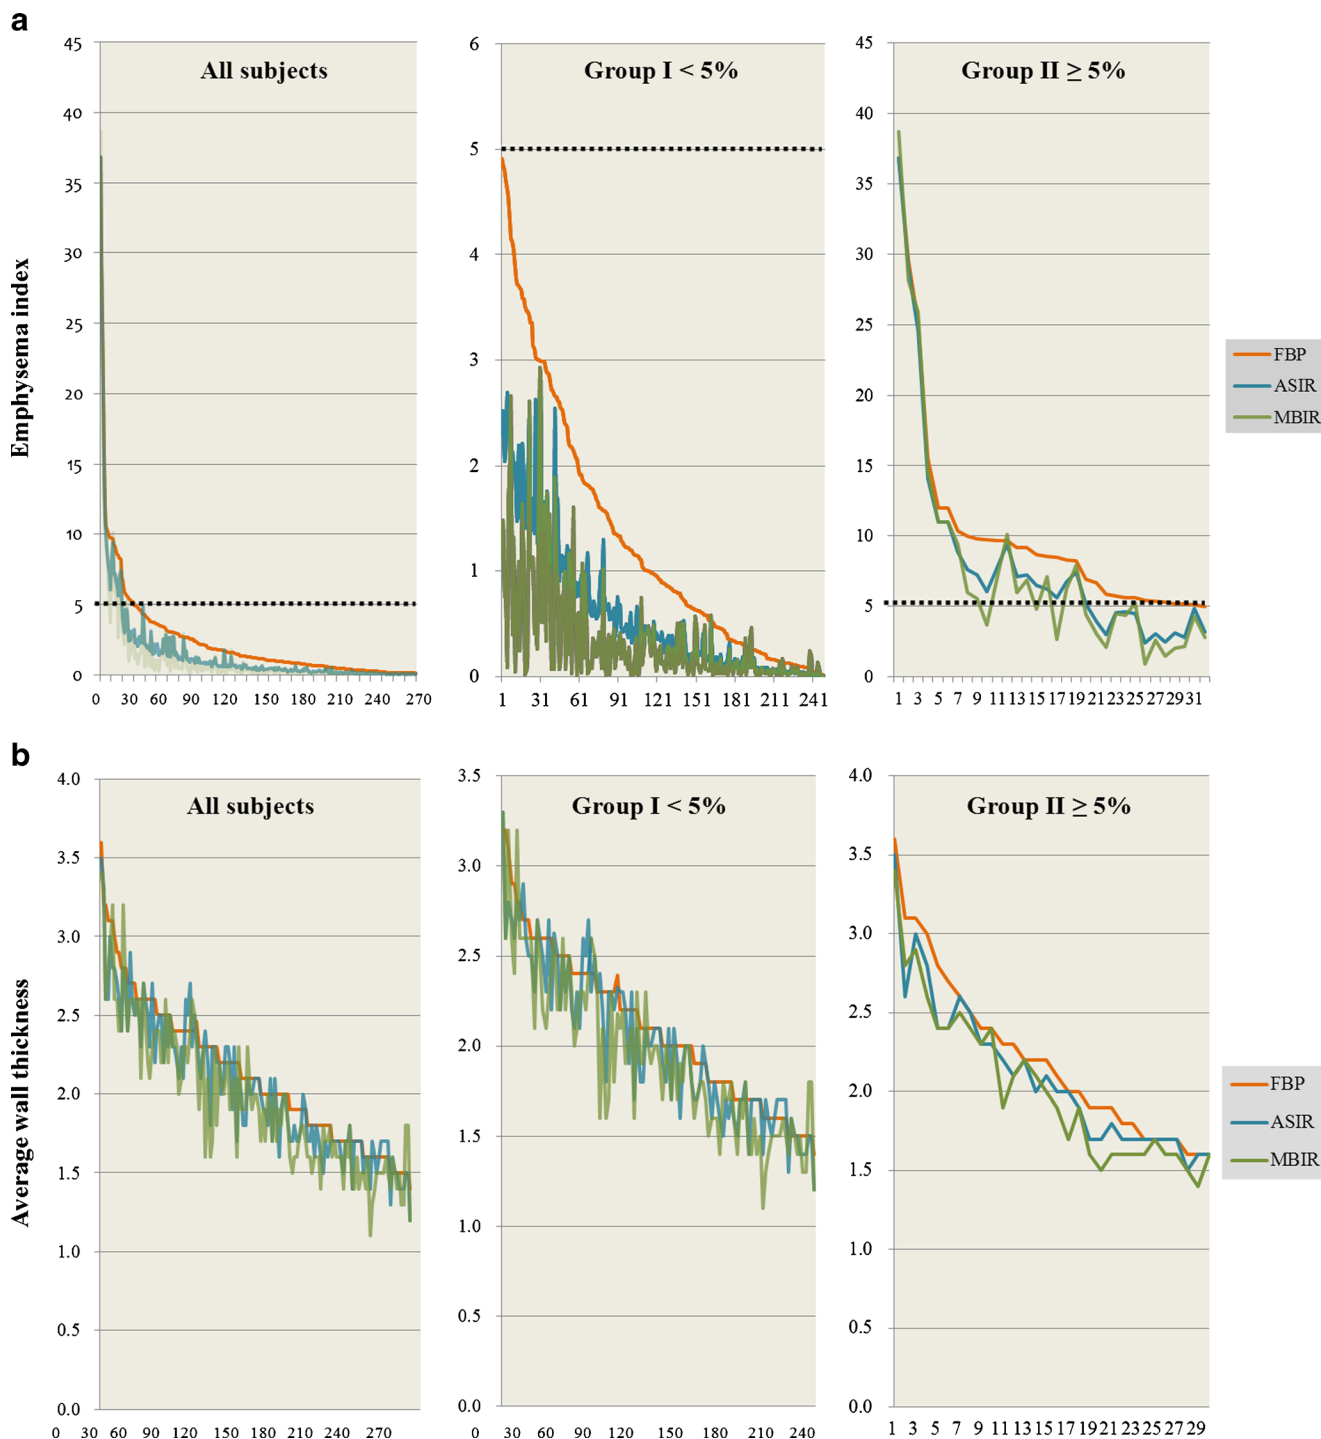 a
Emphysema index
All subjects
45
40
35
30
25
20
15
10
5
0
0 30 60 90 120 150 180 210 240 270
Group I < 5%
6
5
4
3
2
1
0
1 31 61 91 121 151 181 211 241
Group II ≥ 5%
45
40
35
30
25
20
15
10
5
0
1 3 5 7 9 11 13 15 17 19 21 23 25 27 29 31
FBP
ASIR
MBIR
b
Average wall thickness
All subjects
4.0
3.5
3.0
2.5
2.0
1.5
1.0
0.5
0.0
0 30 60 90 120 150 180 210 240 270
Group I < 5%
3.5
3.0
2.5
2.0
1.5
1.0
0.5
0.0
0 30 60 90 120 150 180 210 240
Group II ≥ 5%
4.0
3.5
3.0
2.5
2.0
1.5
1.0
0.5
0.0
1 3 5 7 9 11 13 15 17 19 21 23 25 27 29
FBP
ASIR
MBIR